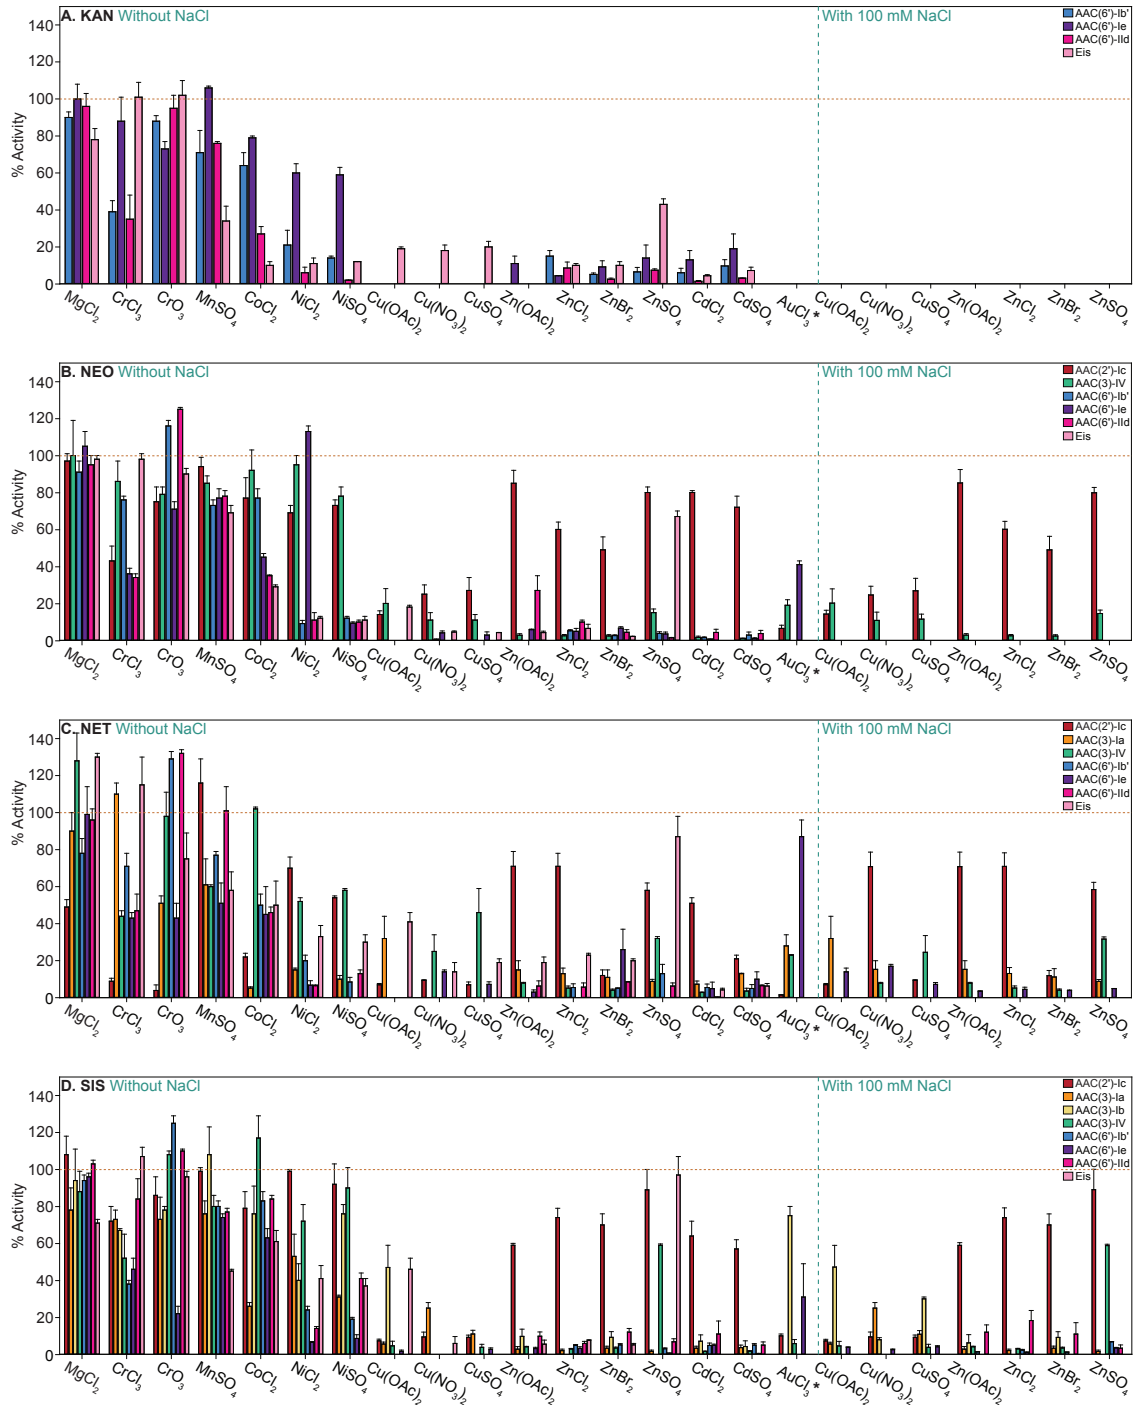 A. KAN Without NaCl
With 100 mM NaCl
AAC(6')-Ib'
AAC(6')-Ie
AAC(6')-IId
Eis
% Activity
140
120
100
80
60
40
20
0
MgCl₂ CrCl₃ CrO₃ MnSO₄ CoCl₂ NiCl₂ NiSO₄ Cu(OAc)₂ Cu(NO₃)₂ CuSO₄ Zn(OAc)₂ ZnCl₂ ZnBr₂ ZnSO₄ CdCl₂ CdSO₄ AuCl₃* Cu(OAc)₂ Cu(NO₃)₂ CuSO₄ Zn(OAc)₂ ZnCl₂ ZnBr₂ ZnSO₄
B. NEO Without NaCl
With 100 mM NaCl
AAC(2')-Ic
AAC(3)-IV
AAC(6')-Ib'
AAC(6')-Ie
AAC(6')-IId
Eis
% Activity
140
120
100
80
60
40
20
0
MgCl₂ CrCl₃ CrO₃ MnSO₄ CoCl₂ NiCl₂ NiSO₄ Cu(OAc)₂ Cu(NO₃)₂ CuSO₄ Zn(OAc)₂ ZnCl₂ ZnBr₂ ZnSO₄ CdCl₂ CdSO₄ AuCl₃* Cu(OAc)₂ Cu(NO₃)₂ CuSO₄ Zn(OAc)₂ ZnCl₂ ZnBr₂ ZnSO₄
C. NET Without NaCl
With 100 mM NaCl
AAC(2')-Ic
AAC(3)-Ia
AAC(3)-IV
AAC(6')-Ib'
AAC(6')-Ie
AAC(6')-IId
Eis
% Activity
140
120
100
80
60
40
20
0
MgCl₂ CrCl₃ CrO₃ MnSO₄ CoCl₂ NiCl₂ NiSO₄ Cu(OAc)₂ Cu(NO₃)₂ CuSO₄ Zn(OAc)₂ ZnCl₂ ZnBr₂ ZnSO₄ CdCl₂ CdSO₄ AuCl₃* Cu(OAc)₂ Cu(NO₃)₂ CuSO₄ Zn(OAc)₂ ZnCl₂ ZnBr₂ ZnSO₄
D. SIS Without NaCl
With 100 mM NaCl
AAC(2')-Ic
AAC(3)-Ia
AAC(3)-Ib
AAC(3)-IV
AAC(6')-Ib'
AAC(6')-Ie
AAC(6')-IId
Eis
% Activity
140
120
100
80
60
40
20
0
MgCl₂ CrCl₃ CrO₃ MnSO₄ CoCl₂ NiCl₂ NiSO₄ Cu(OAc)₂ Cu(NO₃)₂ CuSO₄ Zn(OAc)₂ ZnCl₂ ZnBr₂ ZnSO₄ CdCl₂ CdSO₄ AuCl₃* Cu(OAc)₂ Cu(NO₃)₂ CuSO₄ Zn(OAc)₂ ZnCl₂ ZnBr₂ ZnSO₄